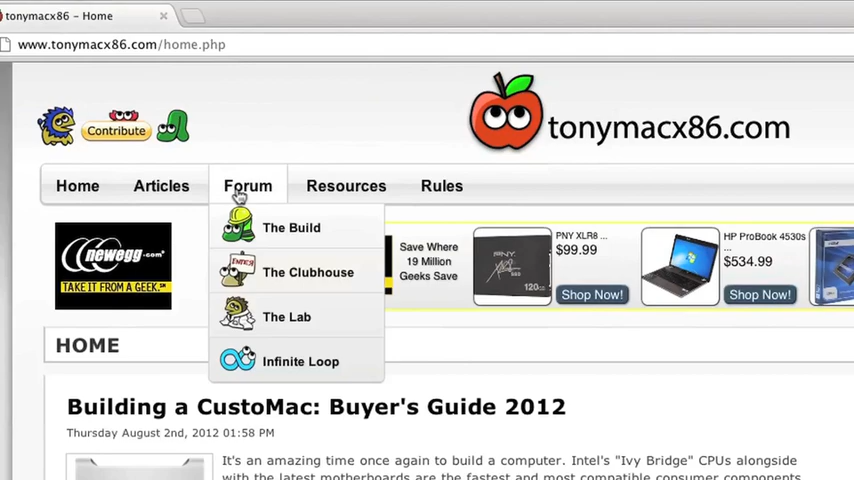 tonymacx86 – Home
www.tonymacx86.com/home.php
Contribute
tonymacx86.com
Home Articles Forum Resources Rules
The Build
The Clubhouse
The Lab
Infinite Loop
newegg.com
TAKE IT FROM A GEEK.
Save Where
19 Million
Geeks Save
PNY
XLR8
120GB
PNY XLR8 ...
$99.99
Shop Now!
HP ProBook 4530s
...
$534.99
Shop Now!
HOME
Building a CustoMac: Buyer's Guide 2012
Thursday August 2nd, 2012 01:58 PM
It's an amazing time once again to build a computer. Intel's "Ivy Bridge" CPUs alongside
with the latest motherboards are the fastest and most compatible consumer components